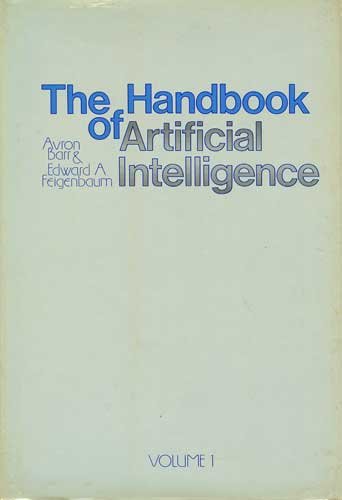 The Handbook
of Artificial
Intelligence
Avron
Barr &
Edward A
Feigenbaum
VOLUME 1